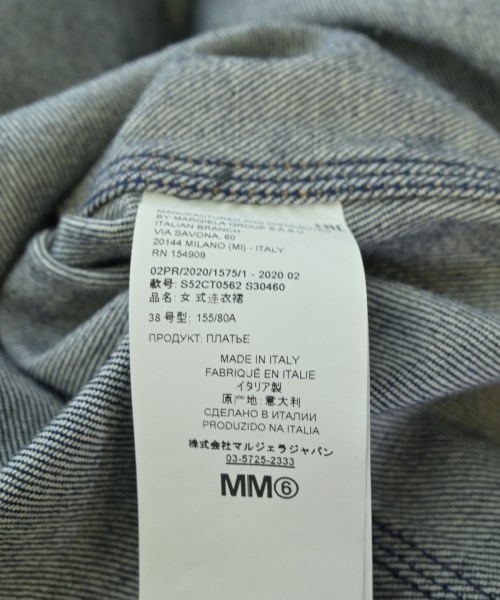 MANUFACTURED AND DISTRIBUTED
BY MARGIELA GROUP S.A.S.U.
ITALIAN BRANCH
VIA SAVONA, 60
20144 MILANO (MI) - ITALY
RN 154909
EAC
02PR/2020/1575/1 - 2020 02
款号: S52CT0562 S30460
品名: 女 式连衣裙
38 号型: 155/80A
ПРОДУКТ: ПЛАТЬЕ
MADE IN ITALY
FABRIQUÉ EN ITALIE
イタリア製
原产地: 意大利
СДЕЛАНО В ИТАЛИИ
PRODUZIDO NA ITALIA
株式会社マルジェラジャパン
03-5725-2333
MM⑥